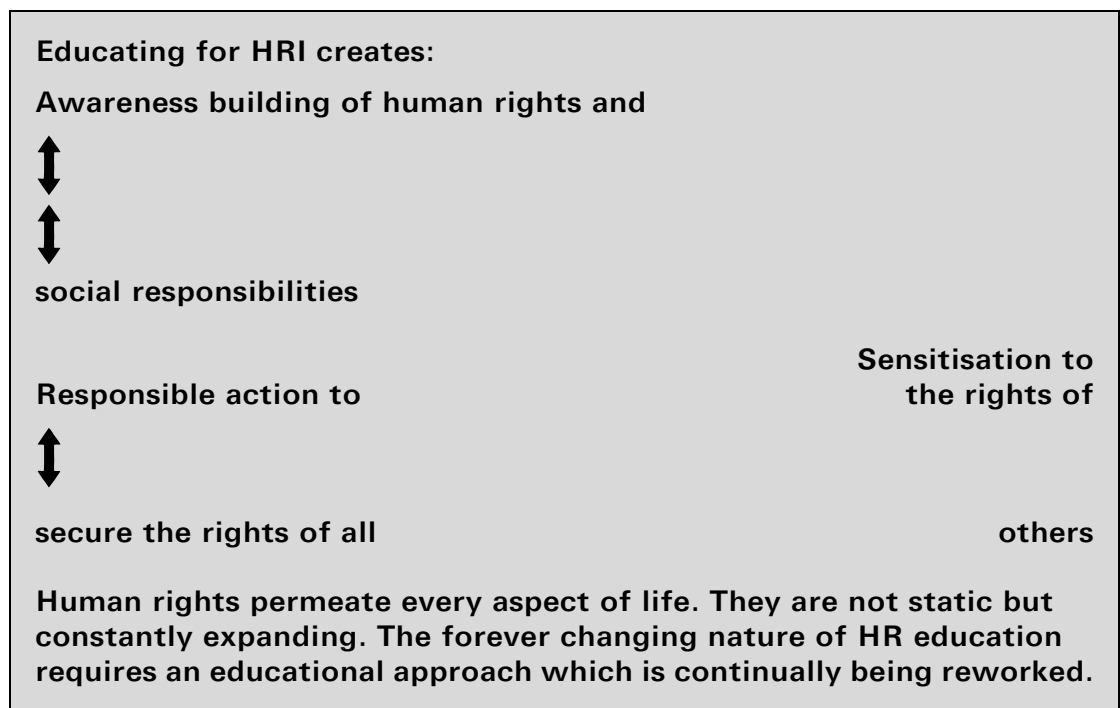 Educating for HRI creates:
Awareness building of human rights and
social responsibilities
Sensitisation to
Responsible action to the rights of
secure the rights of all others
Human rights permeate every aspect of life. They are not static but
constantly expanding. The forever changing nature of HR education
requires an educational approach which is continually being reworked.